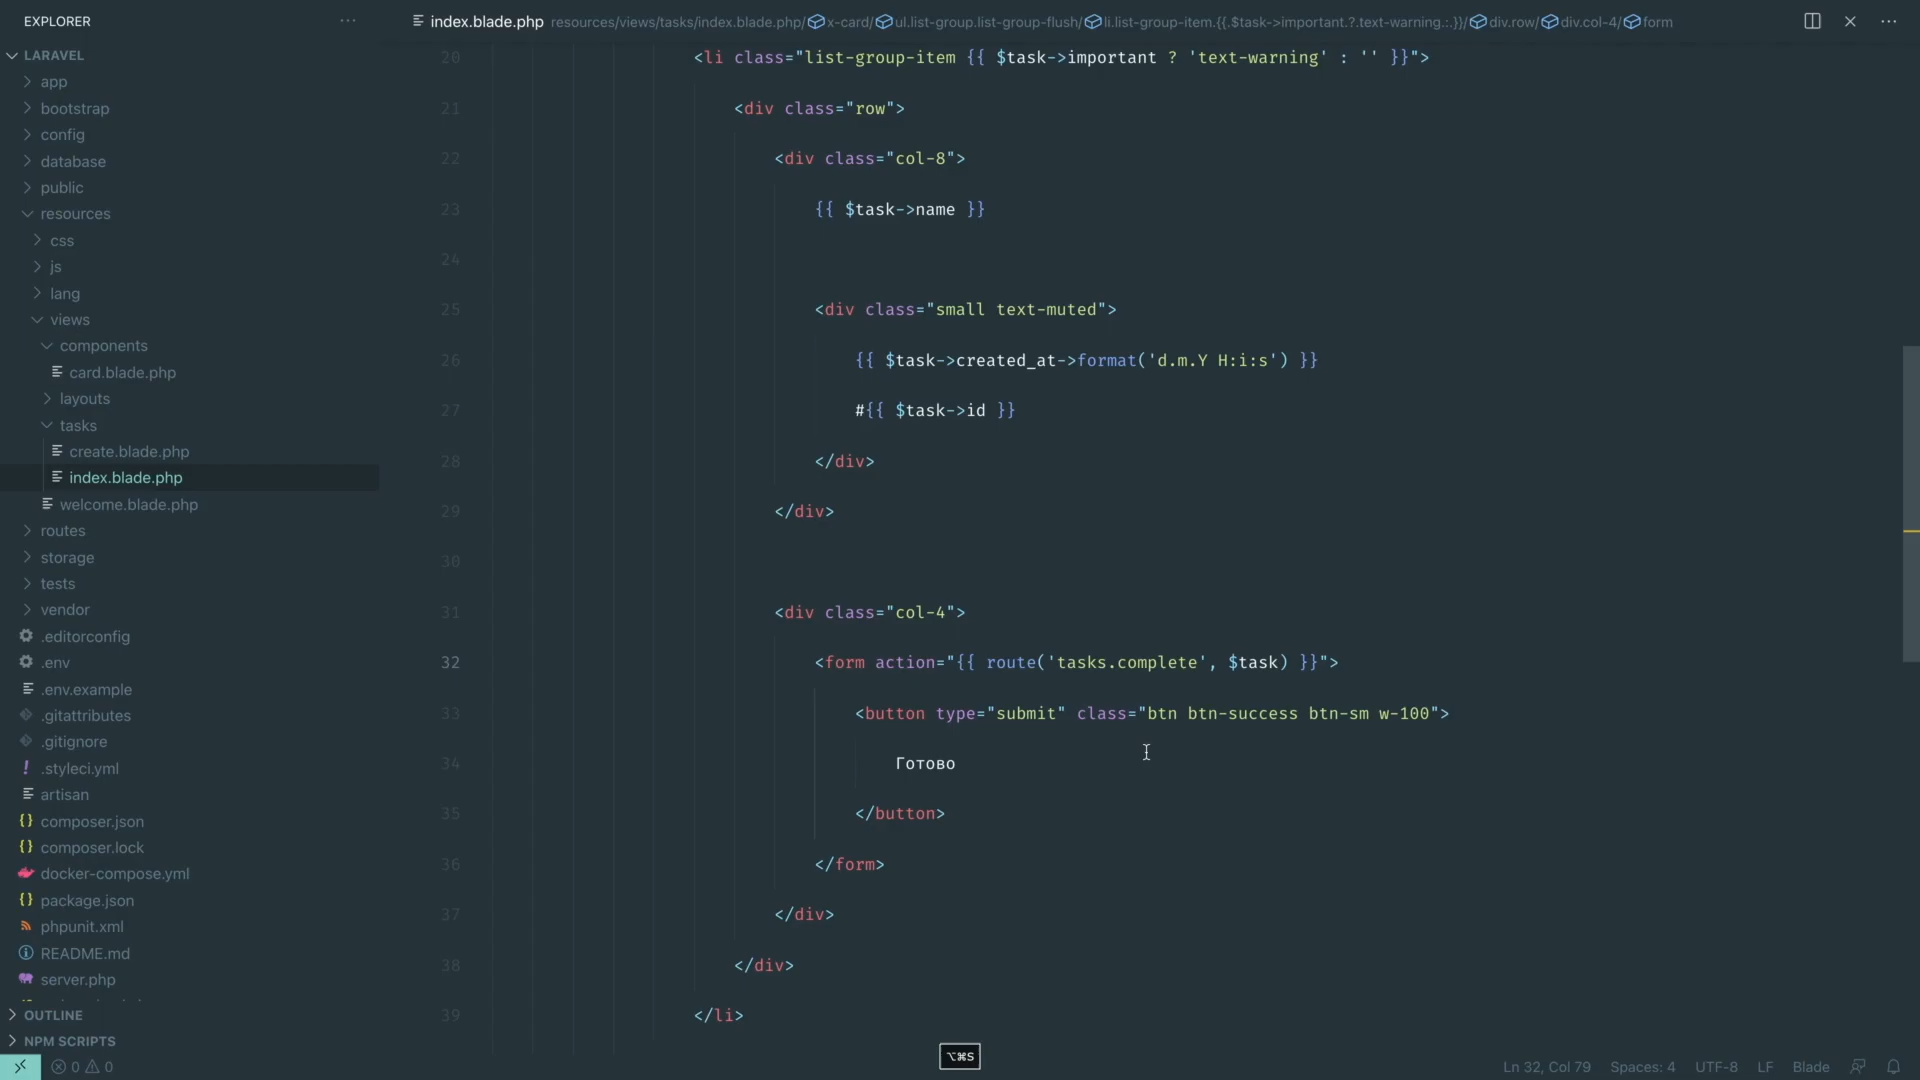 EXPLORER
index.blade.php resources/views/tasks/index.blade.php/ x-card/ ul.list-group.list-group-flush/ li.list-group-item.{{.$task->important.?.text-warning.:.}}/ div.row/ div.col-4/ form
LARAVEL
app
bootstrap
config
database
public
resources
css
js
lang
views
components
card.blade.php
layouts
tasks
create.blade.php
index.blade.php
welcome.blade.php
routes
storage
tests
vendor
.editorconfig
.env
.env.example
.gitattributes
.gitignore
.styleci.yml
artisan
composer.json
composer.lock
docker-compose.yml
package.json
phpunit.xml
README.md
server.php
OUTLINE
NPM SCRIPTS
20 <li class="list-group-item {{ $task->important ? 'text-warning' : '' }}">
21 <div class="row">
22 <div class="col-8">
23 {{ $task->name }}
24
25 <div class="small text-muted">
26 {{ $task->created_at->format('d.m.Y H:i:s') }}
27 #{{ $task->id }}
28 </div>
29 </div>
30
31 <div class="col-4">
32 <form action="{{ route('tasks.complete', $task) }}">
33 <button type="submit" class="btn btn-success btn-sm w-100">
34 Готово
35 </button>
36 </form>
37 </div>
38 </div>
39 </li>
⌥⌘S
0 0
Ln 32, Col 79 Spaces: 4 UTF-8 LF Blade